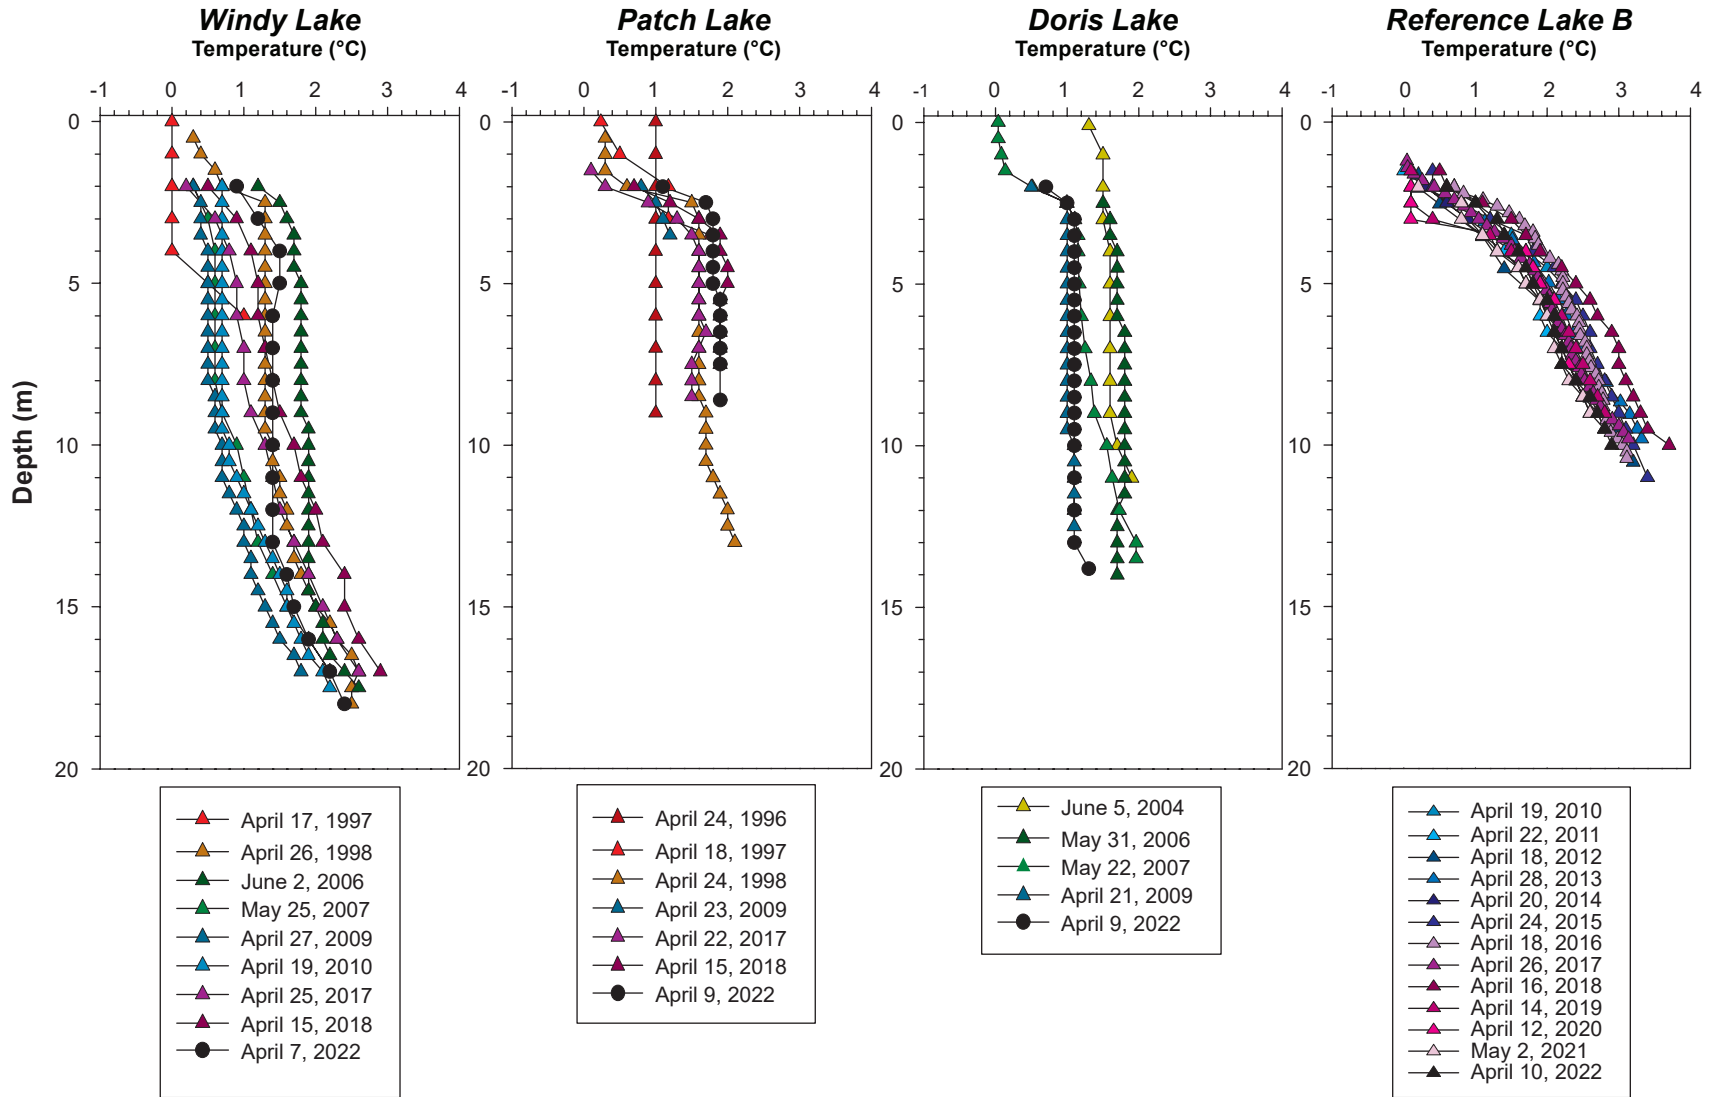 Windy Lake
Temperature (°C)
-1 0 1 2 3 4
Patch Lake
Temperature (°C)
-1 0 1 2 3 4
Doris Lake
Temperature (°C)
-1 0 1 2 3 4
Reference Lake B
Temperature (°C)
-1 0 1 2 3 4
Depth (m)
0
5
10
15
20
0
5
10
15
20
0
5
10
15
20
0
5
10
15
20
April 17, 1997
April 26, 1998
June 2, 2006
May 25, 2007
April 27, 2009
April 19, 2010
April 25, 2017
April 15, 2018
April 7, 2022
April 24, 1996
April 18, 1997
April 24, 1998
April 23, 2009
April 22, 2017
April 15, 2018
April 9, 2022
June 5, 2004
May 31, 2006
May 22, 2007
April 21, 2009
April 9, 2022
April 19, 2010
April 22, 2011
April 18, 2012
April 28, 2013
April 20, 2014
April 24, 2015
April 18, 2016
April 26, 2017
April 16, 2018
April 14, 2019
April 12, 2020
May 2, 2021
April 10, 2022